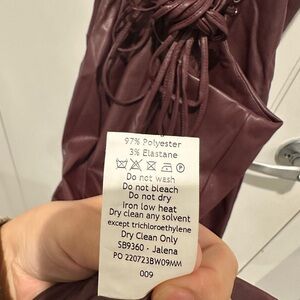 97% Polyester
3% Elastane
Do not wash
Do not bleach
Do not dry
Iron low heat
Dry clean any solvent
except trichloroethylene
Dry Clean Only
SB9360 - Jalena
PO 220723BW09MM
009